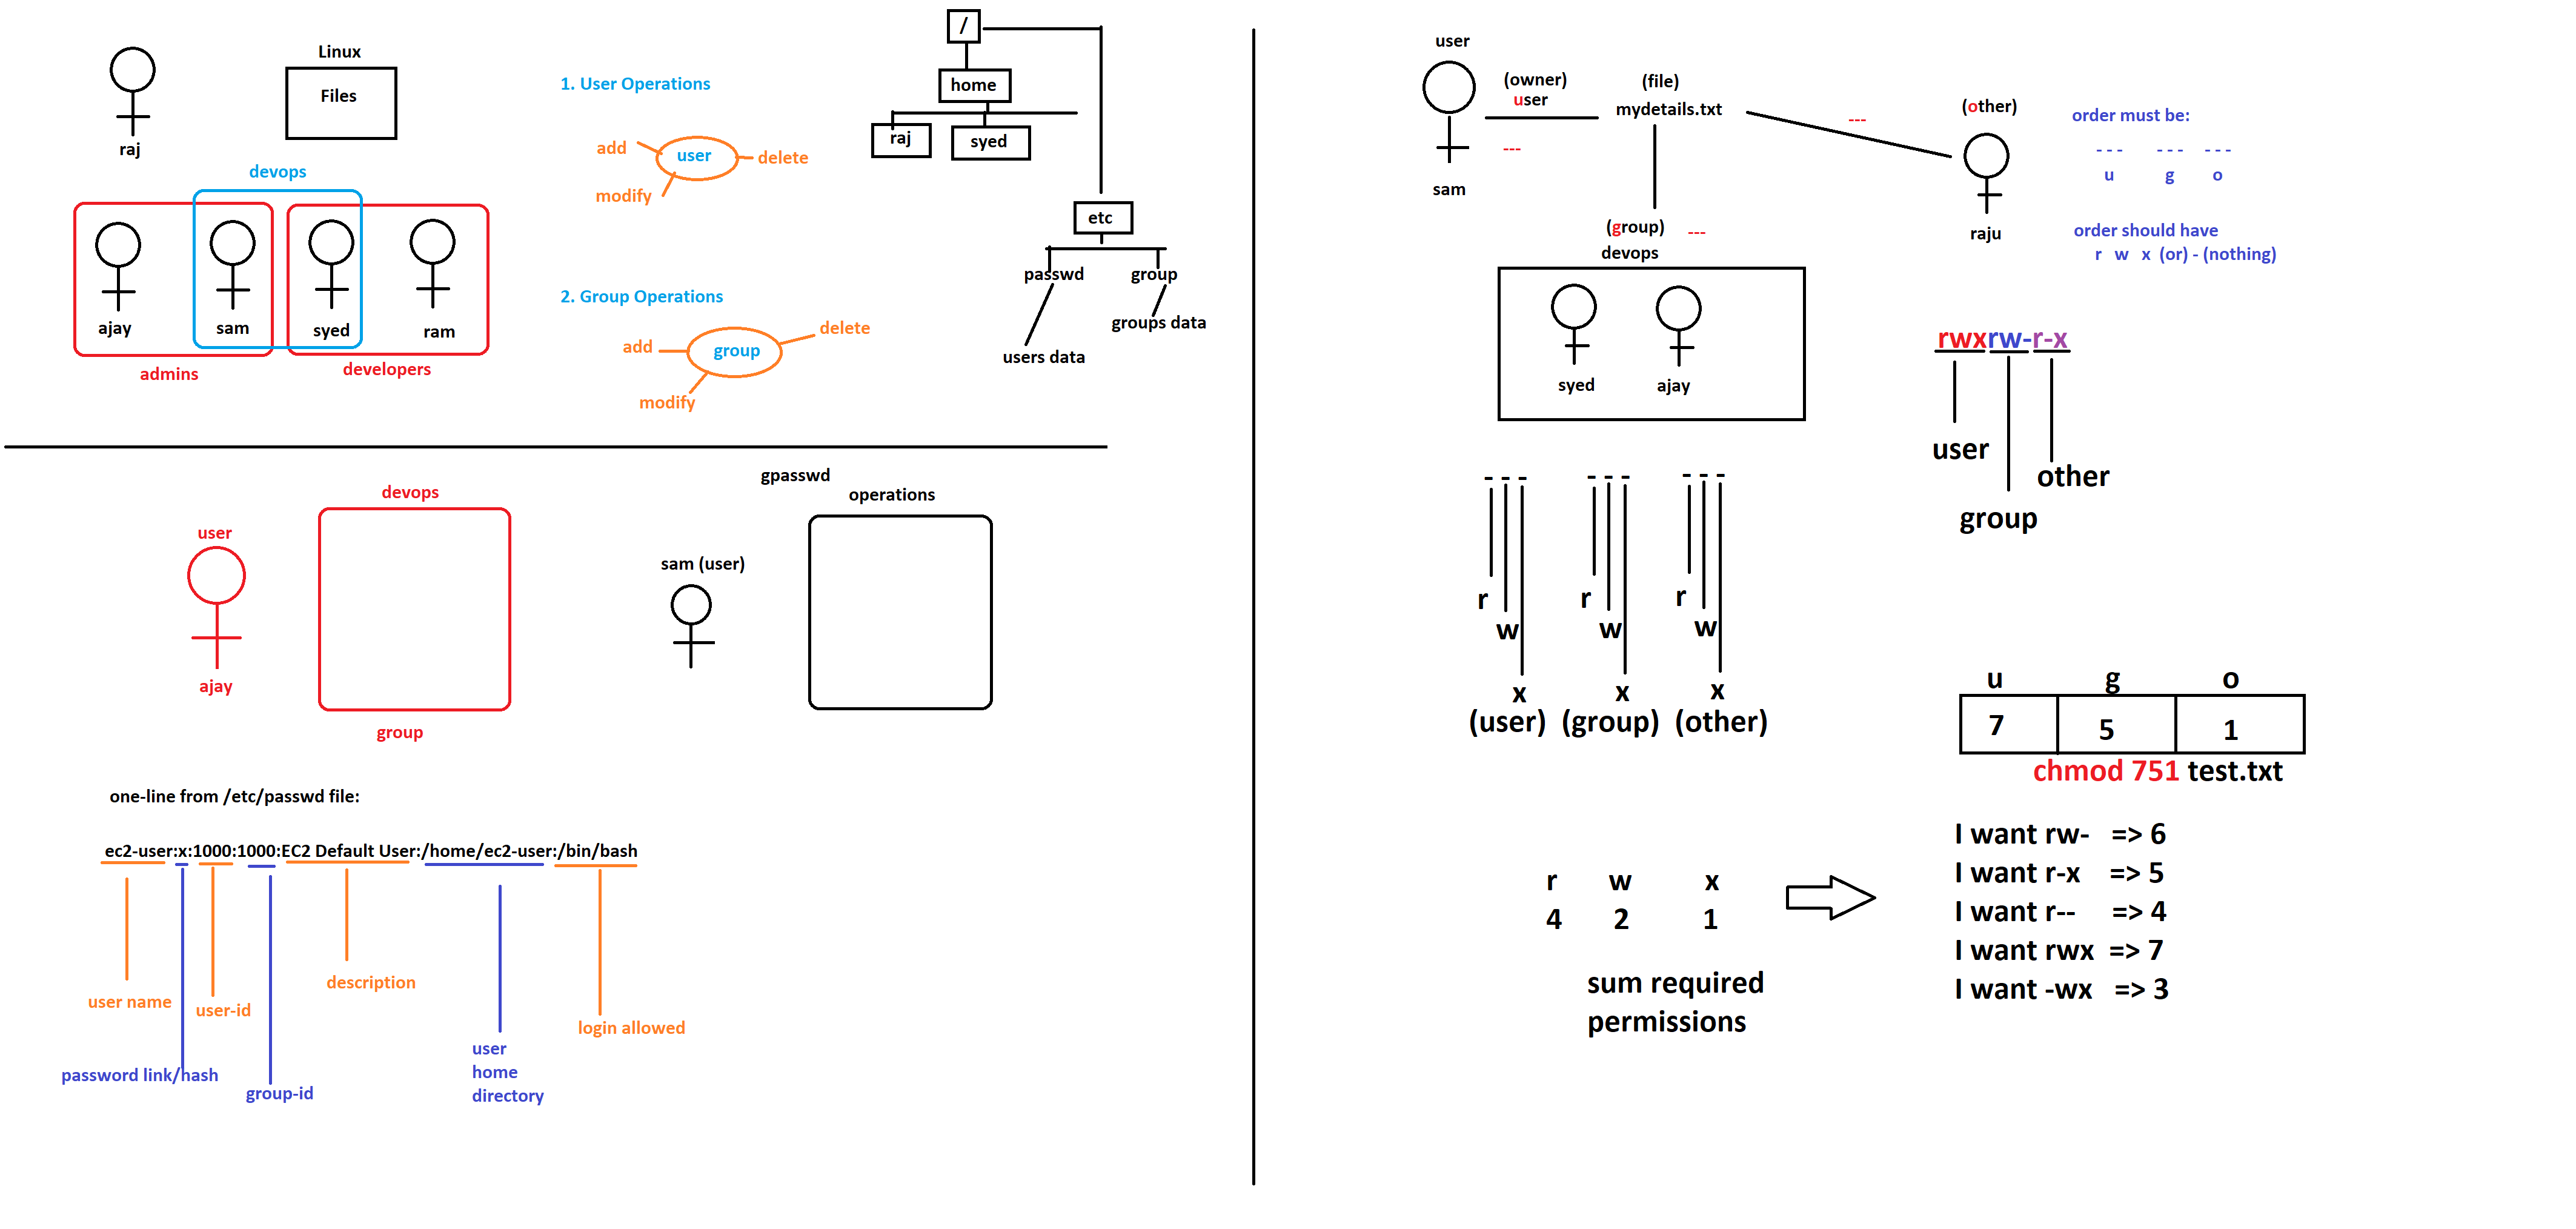 Linux
Files
raj
devops
ajay
sam
syed
ram
admins
developers
1. User Operations
add
user
delete
modify
2. Group Operations
add
group
delete
modify
/
home
raj
syed
etc
passwd
group
users data
groups data
devops
user
ajay
group
gpasswd
operations
sam (user)
one-line from /etc/passwd file:
ec2-user:x:1000:1000:EC2 Default User:/home/ec2-user:/bin/bash
user name
password link/hash
user-id
group-id
description
user
home
directory
login allowed
user
sam
(owner)
user
---
(file)
mydetails.txt
---
(other)
raju
(group) ---
devops
syed
ajay
order must be:
--- --- ---
u g o
order should have
r w x (or) - (nothing)
rwxrw-r-x
user
group
other
--- --- ---
r r r
w w w
x x x
(user) (group) (other)
u g o
7 5 1
chmod 751 test.txt
r w x
4 2 1
sum required
permissions
I want rw- => 6
I want r-x => 5
I want r-- => 4
I want rwx => 7
I want -wx => 3